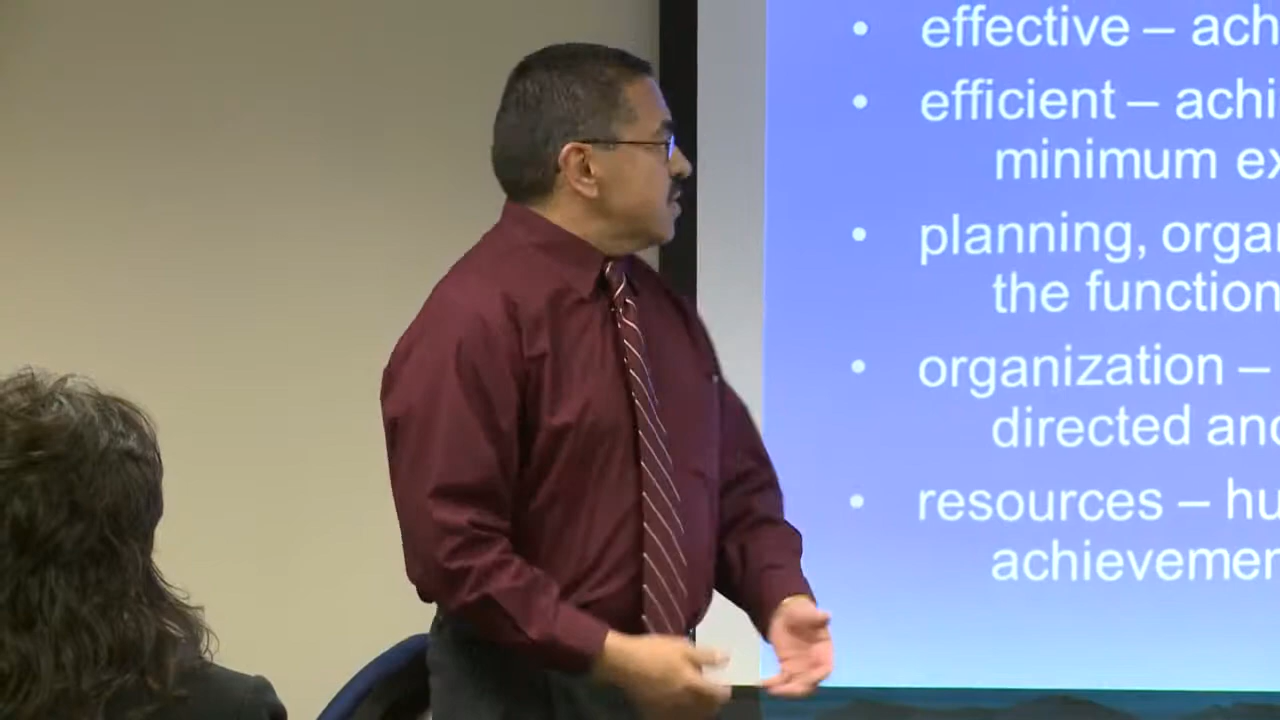 • effective – ach
• efficient – achi
minimum ex
• planning, orga
the function
• organization –
directed and
• resources – hu
achievemen